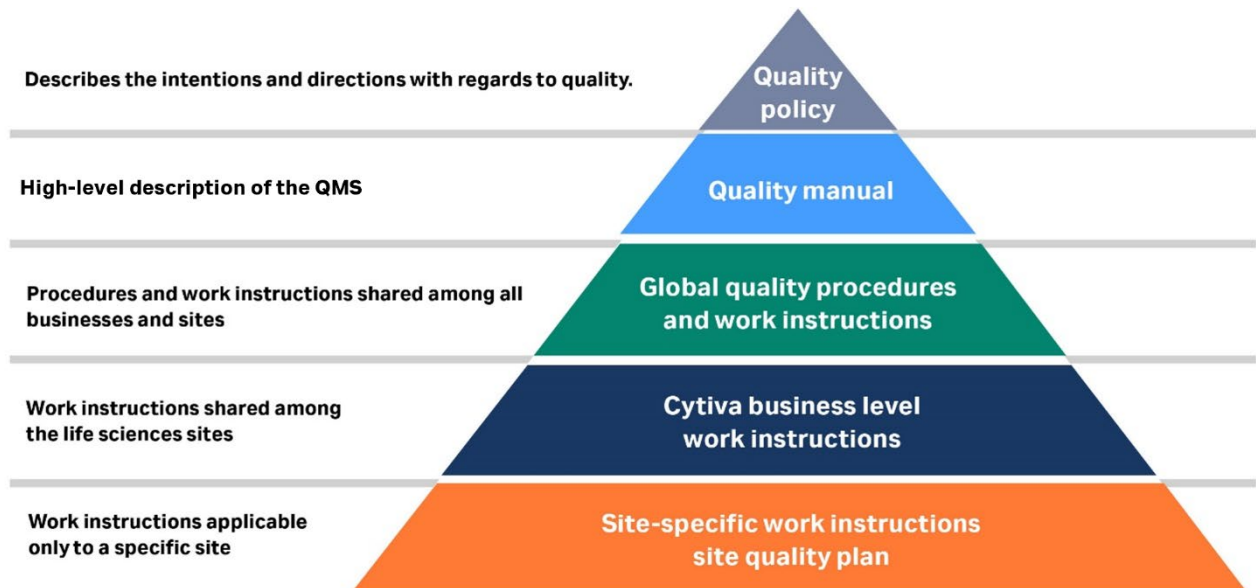 Describes the intentions and directions with regards to quality.
Quality
policy
High-level description of the QMS
Quality manual
Procedures and work instructions shared among all
businesses and sites
Global quality procedures
and work instructions
Work instructions shared among
the life sciences sites
Cytiva business level
work instructions
Work instructions applicable
only to a specific site
Site-specific work instructions
site quality plan